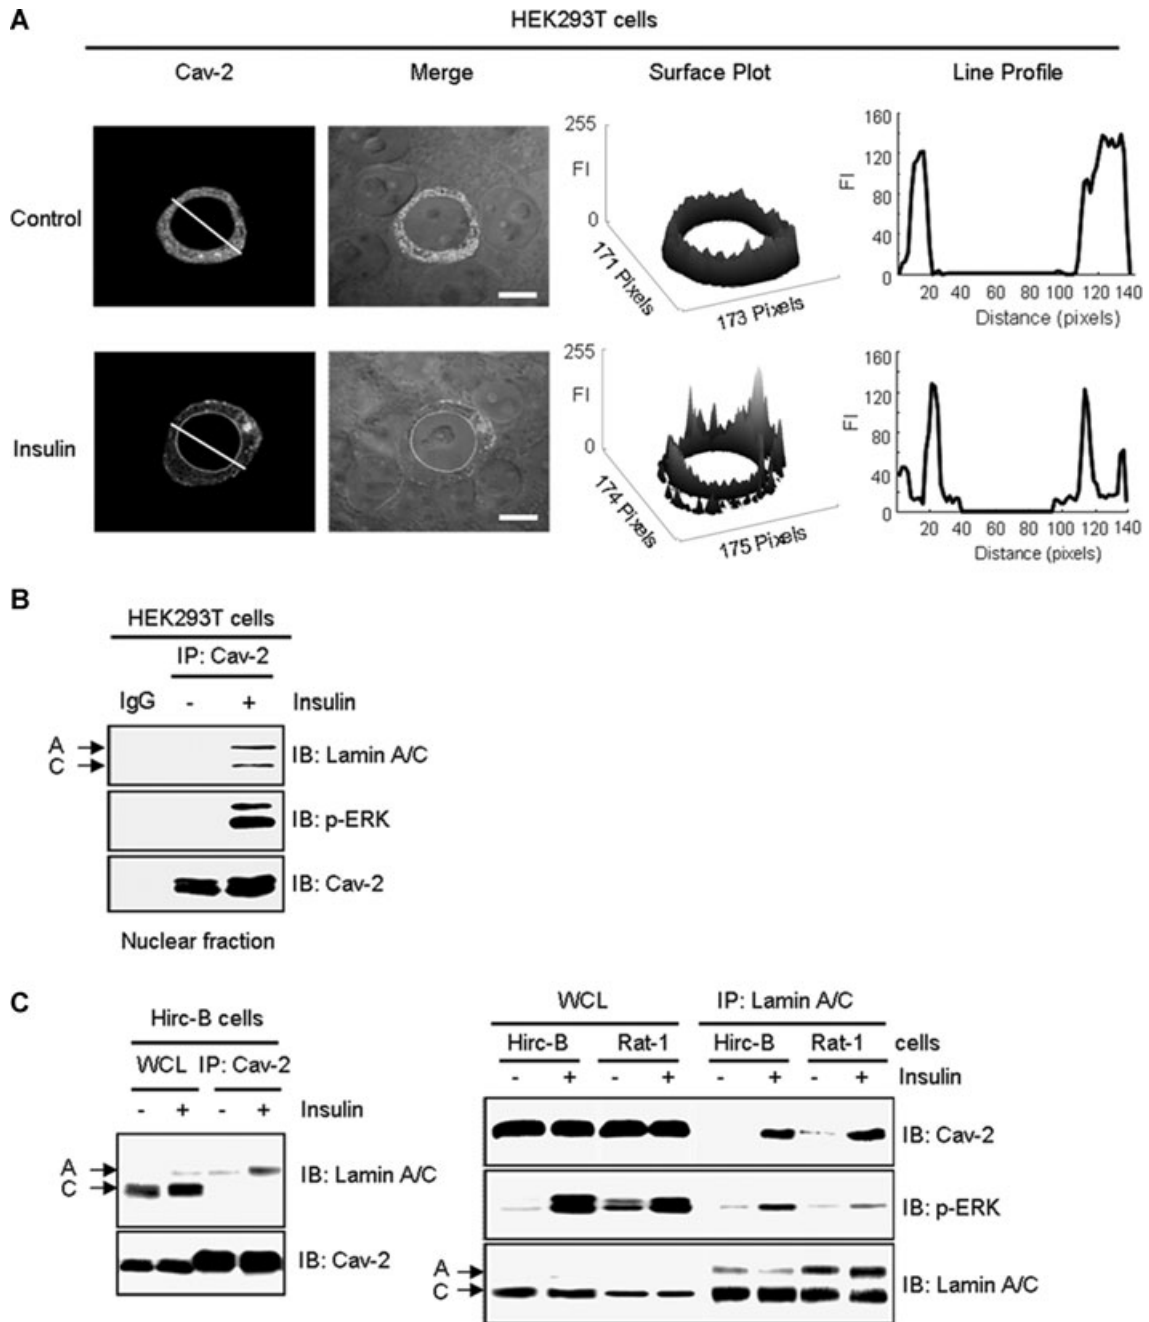 A
HEK293T cells
Cav-2 Merge Surface Plot Line Profile
Control
255
FI
0
171 Pixels
173 Pixels
FI
160
120
80
40
0
20 40 60 80 100 120 140
Distance (pixels)
Insulin
255
FI
0
174 Pixels
175 Pixels
FI
160
120
80
40
0
20 40 60 80 100 120 140
Distance (pixels)
B
HEK293T cells
IP: Cav-2
IgG - + Insulin
A
C
IB: Lamin A/C
IB: p-ERK
IB: Cav-2
Nuclear fraction
C
Hirc-B cells
WCL IP: Cav-2
- + - + Insulin
A
C
IB: Lamin A/C
IB: Cav-2
WCL IP: Lamin A/C
Hirc-B Rat-1 Hirc-B Rat-1 cells
- + - + - + - + Insulin
IB: Cav-2
IB: p-ERK
A
C
IB: Lamin A/C